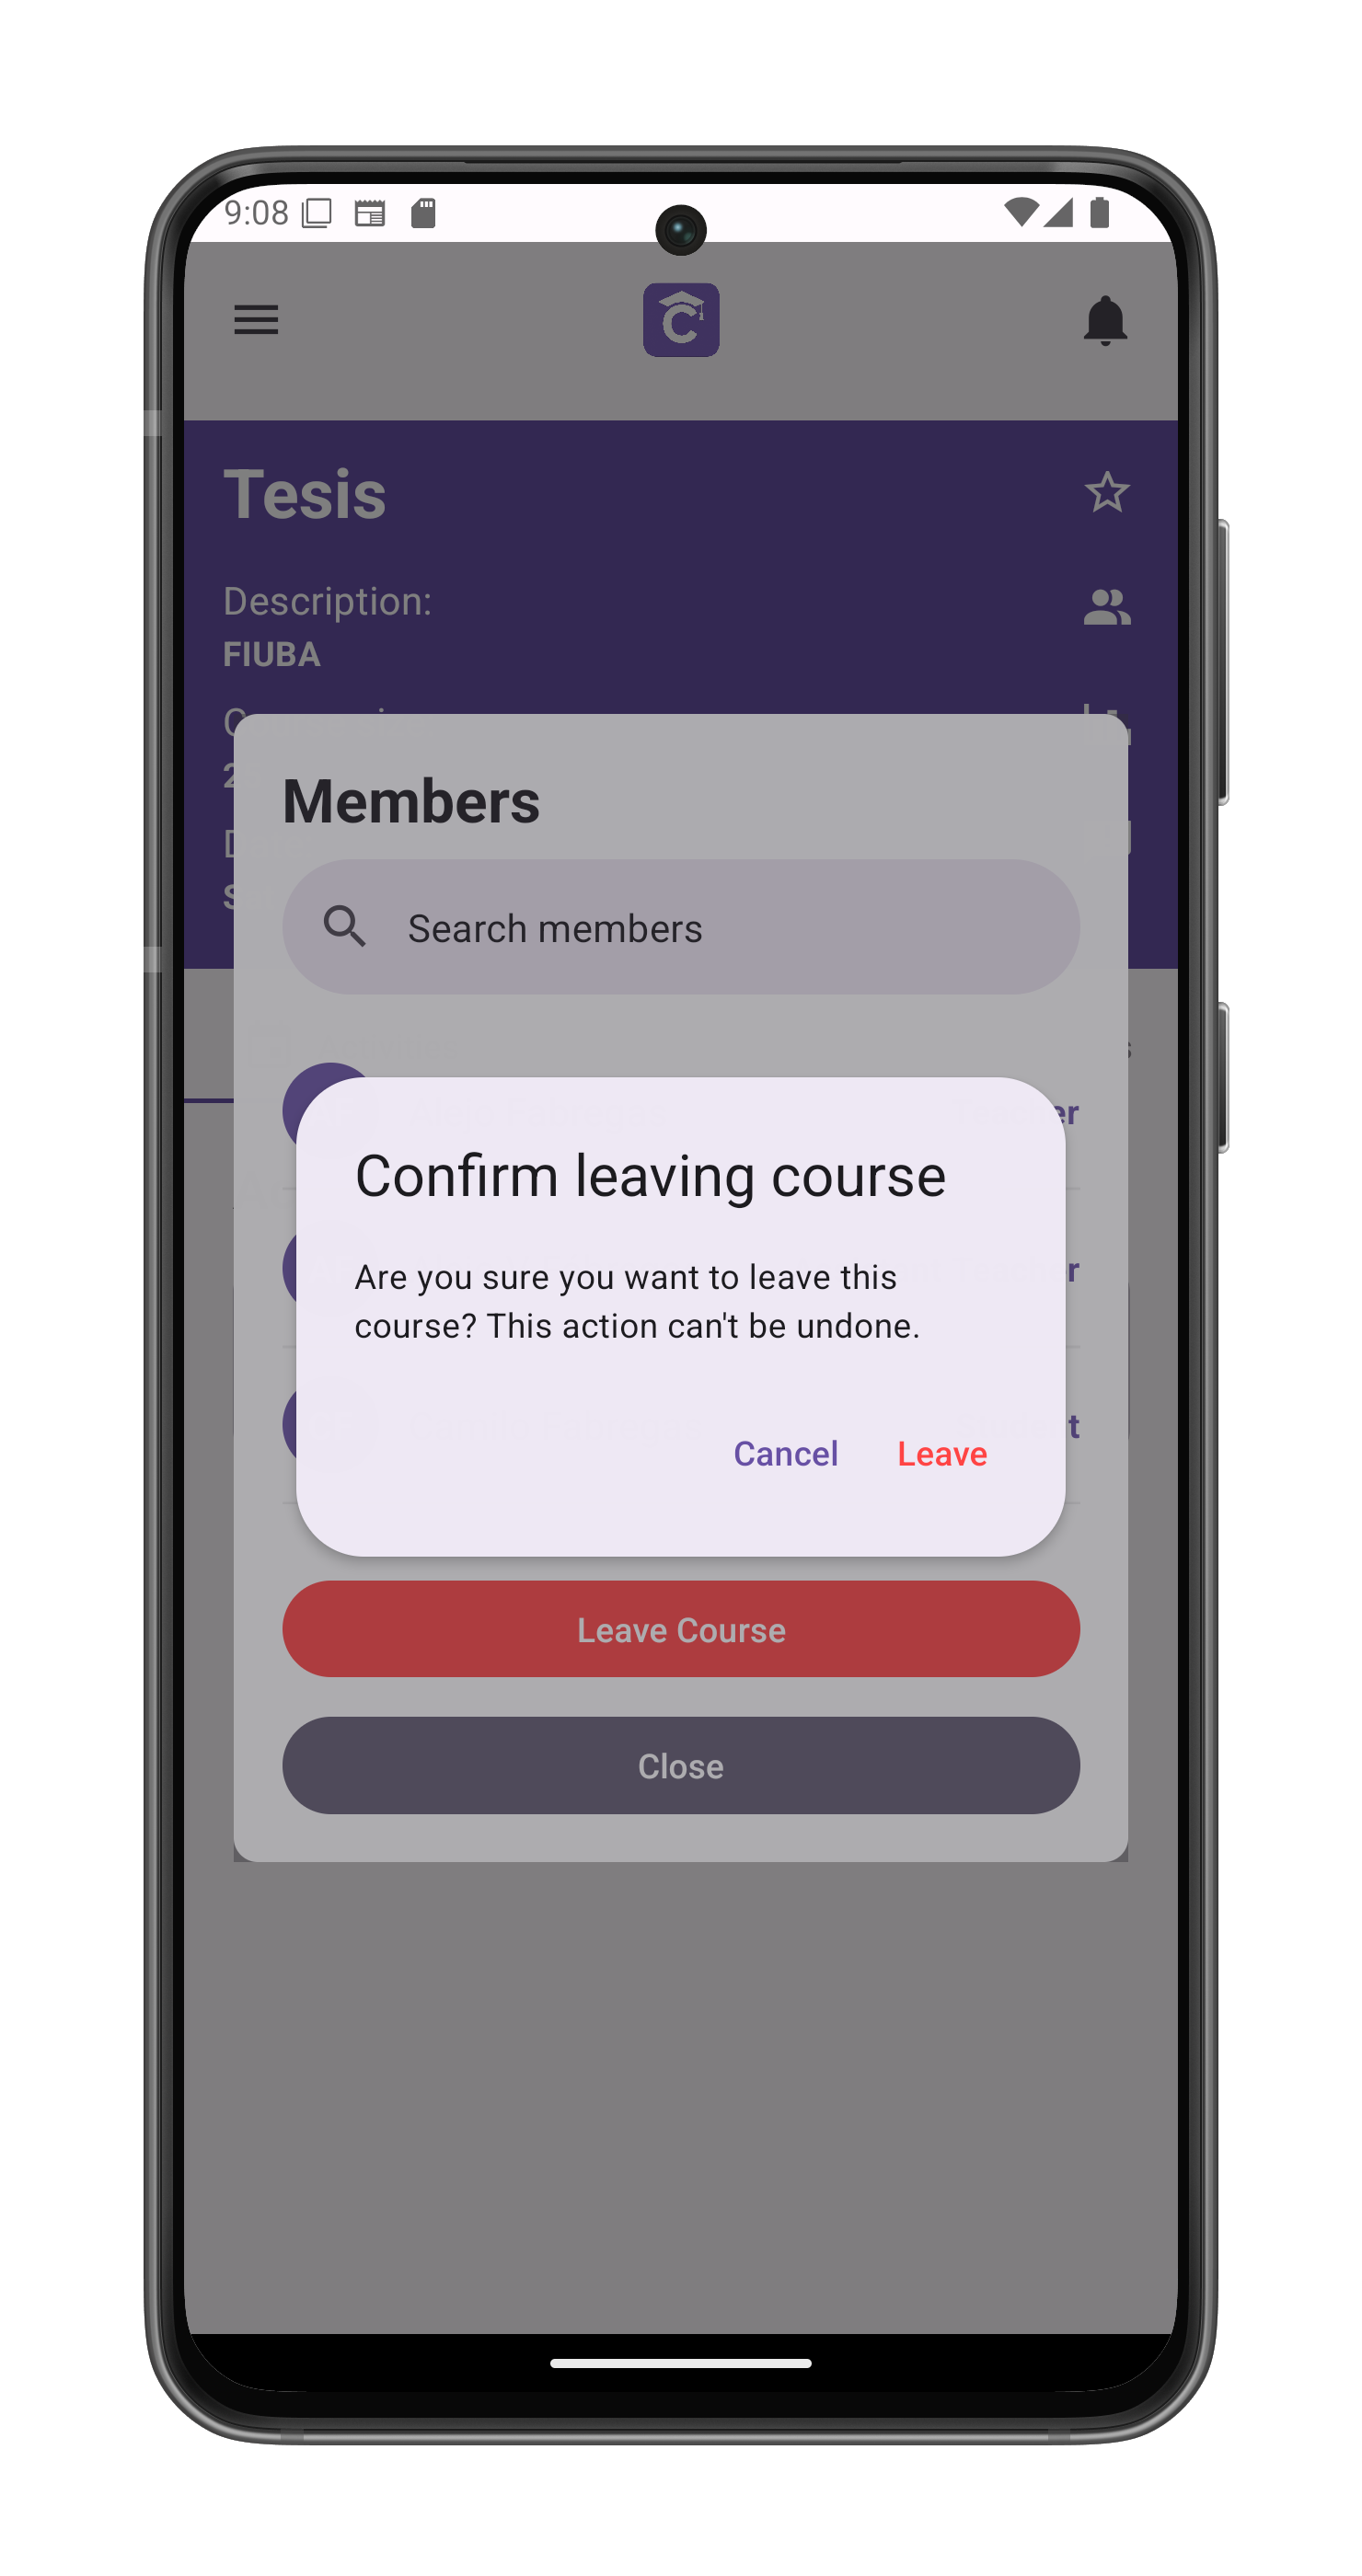 9:08
C
Tesis
Description:
FIUBA
Members
Search members
Confirm leaving course
Are you sure you want to leave this
course? This action can't be undone.
Cancel Leave
Leave Course
Close